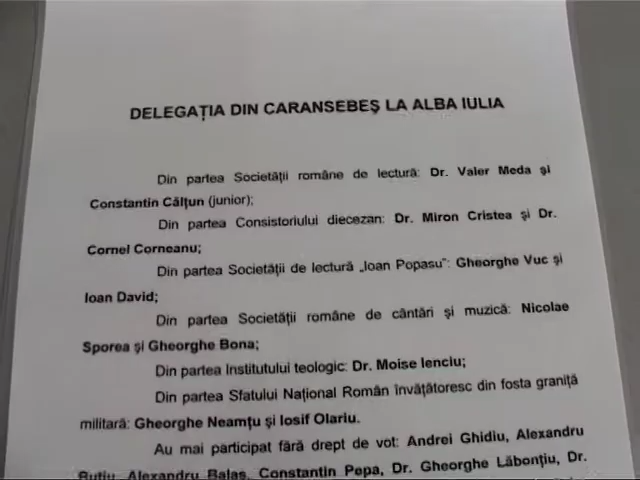 DELEGAȚIA DIN CARANSEBEȘ LA ALBA IULIA
Din partea Societății române de lectură: Dr. Valer Meda și
Constantin Călțun (junior);
Din partea Consistoriului diecezan: Dr. Miron Cristea și Dr.
Cornel Corneanu;
Din partea Societății de lectură „Ioan Popasu”: Gheorghe Vuc și
Ioan David;
Din partea Societății române de cântări și muzică: Nicolae
Sporea și Gheorghe Bona;
Din partea Institutului teologic: Dr. Moise Ienciu;
Din partea Sfatului Național Român învățătoresc din fosta graniță
militară: Gheorghe Neamțu și Iosif Olariu.
Au mai participat fără drept de vot: Andrei Ghidiu, Alexandru
Alexandru Balaș, Constantin Pepa, Dr. Gheorghe Lăbonțiu, Dr.